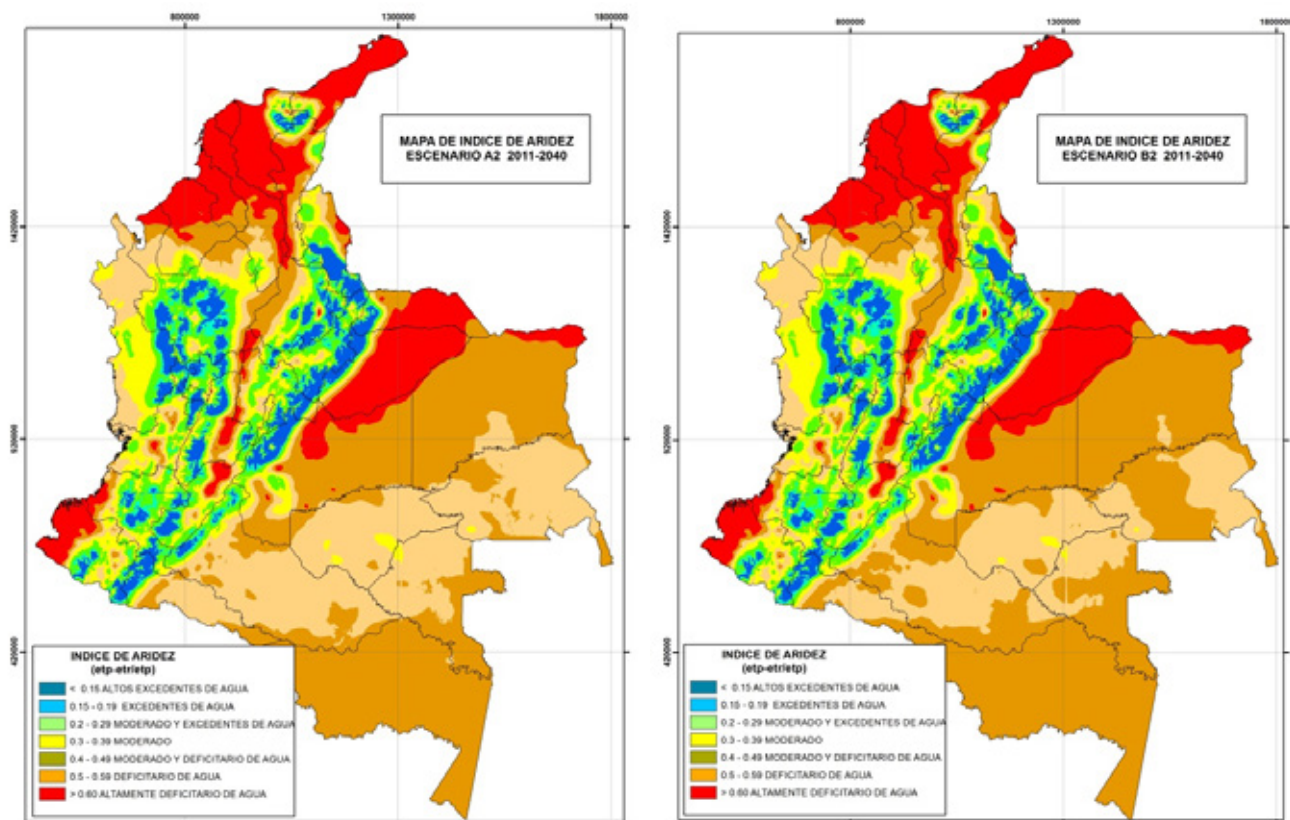 800000 1300000 1800000
MAPA DE INDICE DE ARIDEZ
ESCENARIO A2 2011-2040
1420000
920000
420000
INDICE DE ARIDEZ
(etp-etr/etp)
< 0.15 ALTOS EXCEDENTES DE AGUA
0.15 - 0.19 EXCEDENTES DE AGUA
0.2 - 0.29 MODERADO Y EXCEDENTES DE AGUA
0.3 - 0.39 MODERADO
0.4 - 0.49 MODERADO Y DEFICITARIO DE AGUA
0.5 - 0.59 DEFICITARIO DE AGUA
> 0.60 ALTAMENTE DEFICITARIO DE AGUA
800000 1300000 1800000
MAPA DE INDICE DE ARIDEZ
ESCENARIO B2 2011-2040
1420000
920000
420000
INDICE DE ARIDEZ
(etp-etr/etp)
< 0.15 ALTOS EXCEDENTES DE AGUA
0.15 - 0.19 EXCEDENTES DE AGUA
0.2 - 0.29 MODERADO Y EXCEDENTES DE AGUA
0.3 - 0.39 MODERADO
0.4 - 0.49 MODERADO Y DEFICITARIO DE AGUA
0.5 - 0.59 DEFICITARIO DE AGUA
> 0.60 ALTAMENTE DEFICITARIO DE AGUA